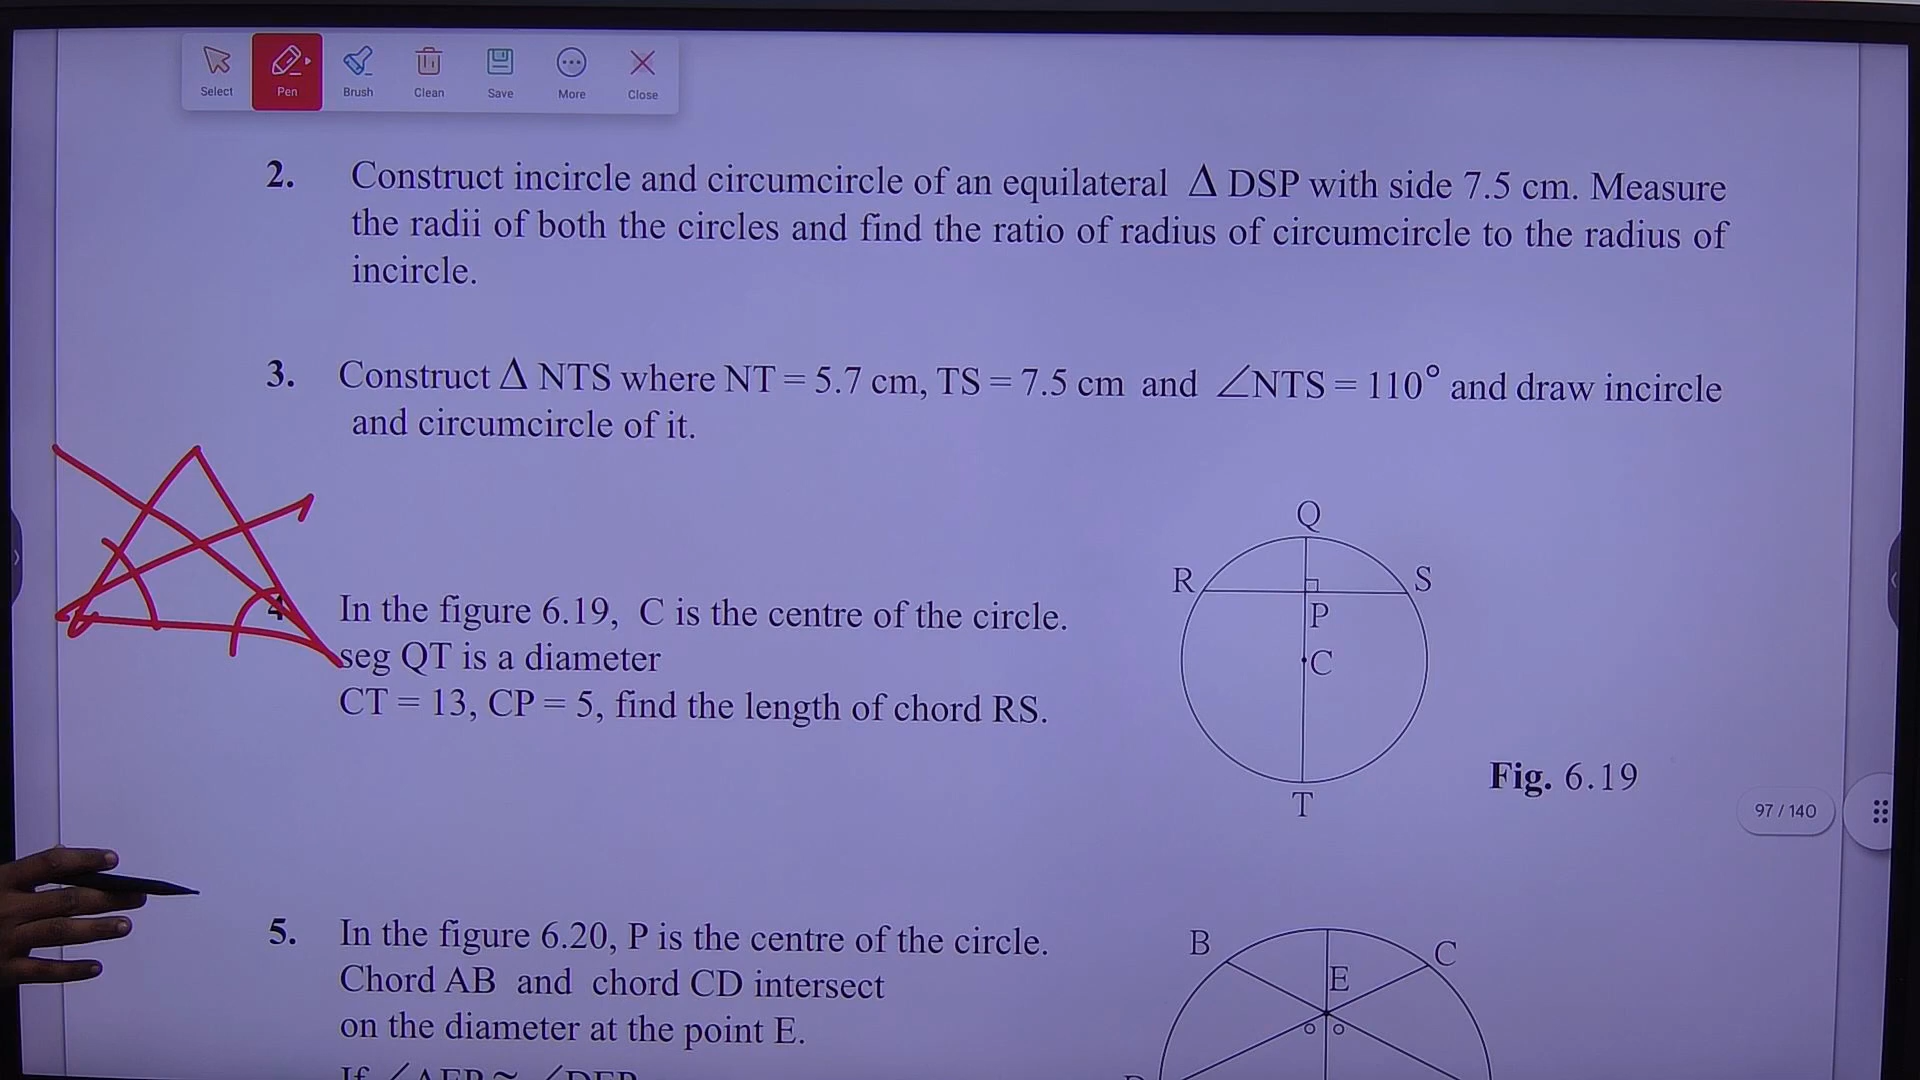 Select Pen Brush Clean Save More Close
2. Construct incircle and circumcircle of an equilateral Δ DSP with side 7.5 cm. Measure
the radii of both the circles and find the ratio of radius of circumcircle to the radius of
incircle.
3. Construct Δ NTS where NT = 5.7 cm, TS = 7.5 cm and ∠NTS = 110° and draw incircle
and circumcircle of it.
4 In the figure 6.19, C is the centre of the circle.
seg QT is a diameter
CT = 13, CP = 5, find the length of chord RS.
Q
R S
P
C
T
Fig. 6.19
97 / 140
5. In the figure 6.20, P is the centre of the circle.
Chord AB and chord CD intersect
on the diameter at the point E.
If ∠AEP ≅ ∠DEP
B C
E